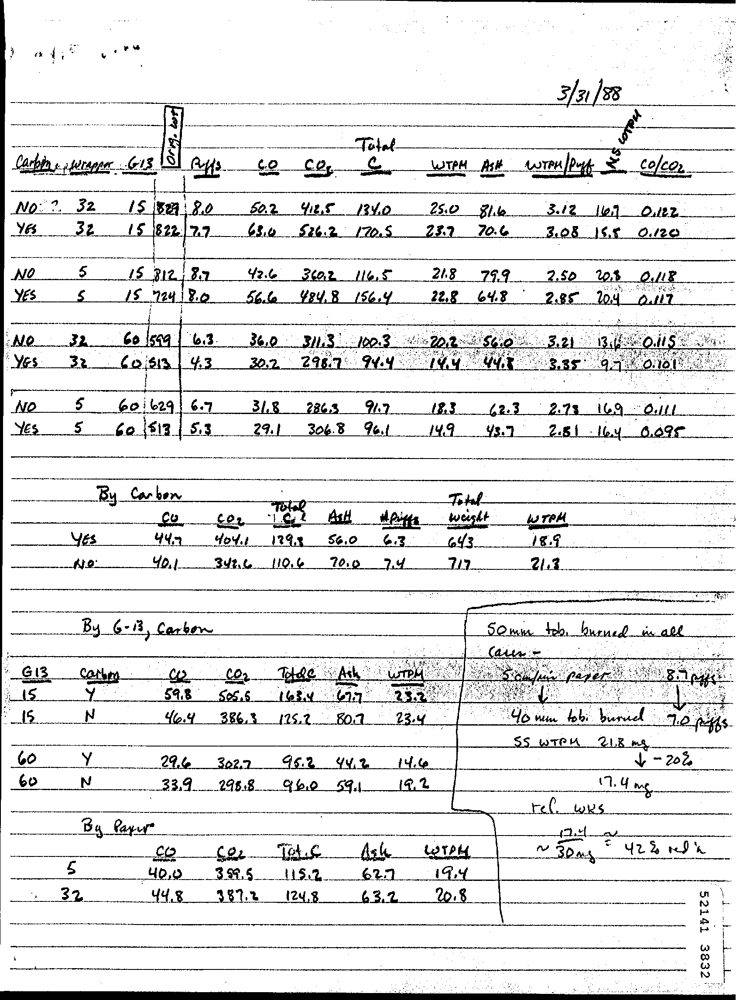 3/31/88
Total
Carbon Wrapper G13 Orig. wt Puffs CO CO2 C WTPM Ash WTPM/Puff NS WTPM CO/CO2
NO ? 32 15 829 8.0 50.2 412.5 134.0 25.0 81.6 3.12 16.7 0.122
YES 32 15 822 7.7 63.0 526.2 170.5 23.7 70.6 3.08 15.5 0.120
NO 5 15 812 8.7 42.6 360.2 116.5 21.8 79.9 2.50 20.3 0.118
YES 5 15 724 8.0 56.6 484.8 156.4 22.8 64.8 2.85 20.4 0.117
NO 32 60 599 6.3 36.0 311.3 100.3 20.2 56.0 3.21 13.6 0.115
YES 32 60 513 4.3 30.2 298.7 94.4 14.4 44.8 3.35 9.7 0.101
NO 5 60 629 6.7 31.8 286.3 91.7 18.3 62.3 2.73 16.9 0.111
YES 5 60 513 5.3 29.1 306.8 96.1 14.9 43.7 2.81 16.4 0.095
By Carbon
Total Total
CO CO2 C Ash # Puffs weight WTPM
YES 44.7 404.1 129.3 56.0 6.3 643 18.9
NO 40.1 342.6 110.6 70.0 7.4 717 21.3
By G-13, Carbon
G13 Carbon CO CO2 Total C Ash WTPM
15 Y 59.8 505.5 163.4 67.7 23.2
15 N 46.4 386.3 125.2 80.7 23.4
60 Y 29.6 302.7 95.2 44.2 14.6
60 N 33.9 298.8 96.0 59.1 19.2
By Paper
CO CO2 Tot. C Ash WTPM
5 40.0 359.5 115.2 62.7 19.4
32 44.8 387.2 124.8 63.2 20.8
50 mm tob. burned in all
cases -
paper 8.7 puffs
↓ ↓
40 mm tob. burned 7.0 puffs
SS WTPM 21.8 mg
↓ - 20%
17.4 mg
ref. WKS
~ 17.4/30 mg ≈ 42% red'n
52141 3832